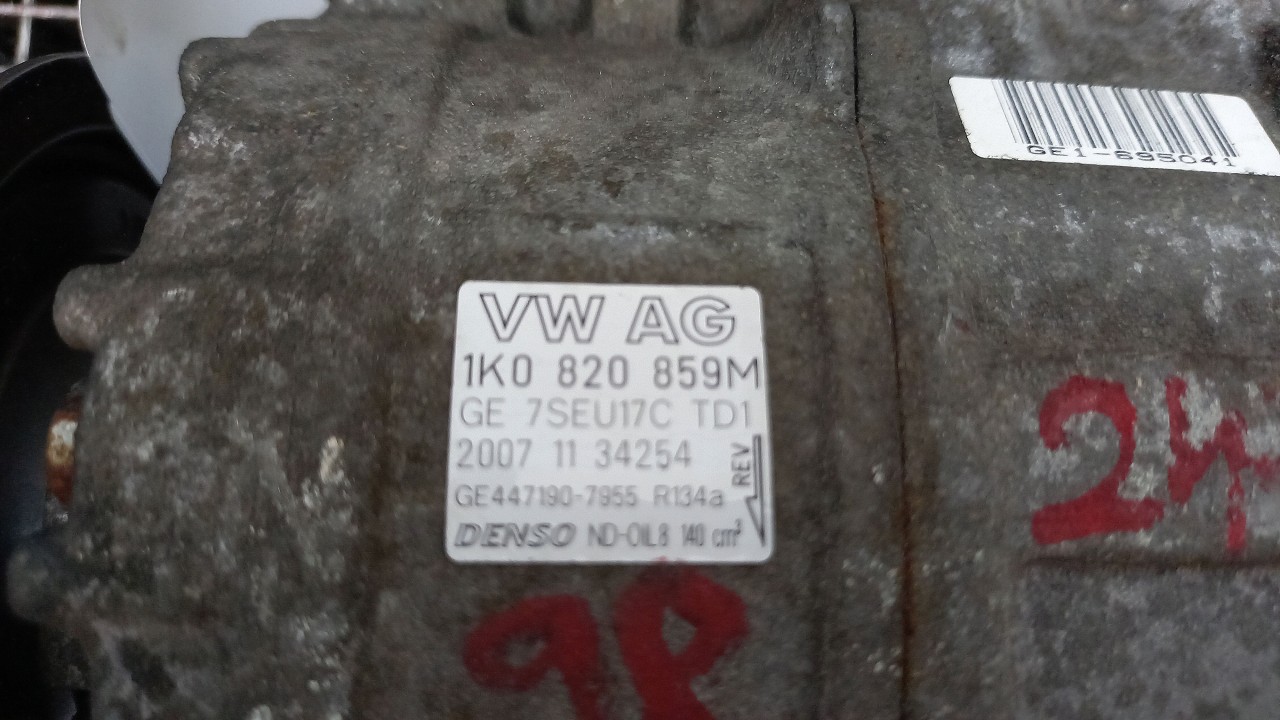 GE1-695041
VW AG
1K0 820 859M
GE 7SEU17C TD1
2007 11 34254
REV
GE447190-7955 R134a
DENSO ND-OIL8 140 cm³